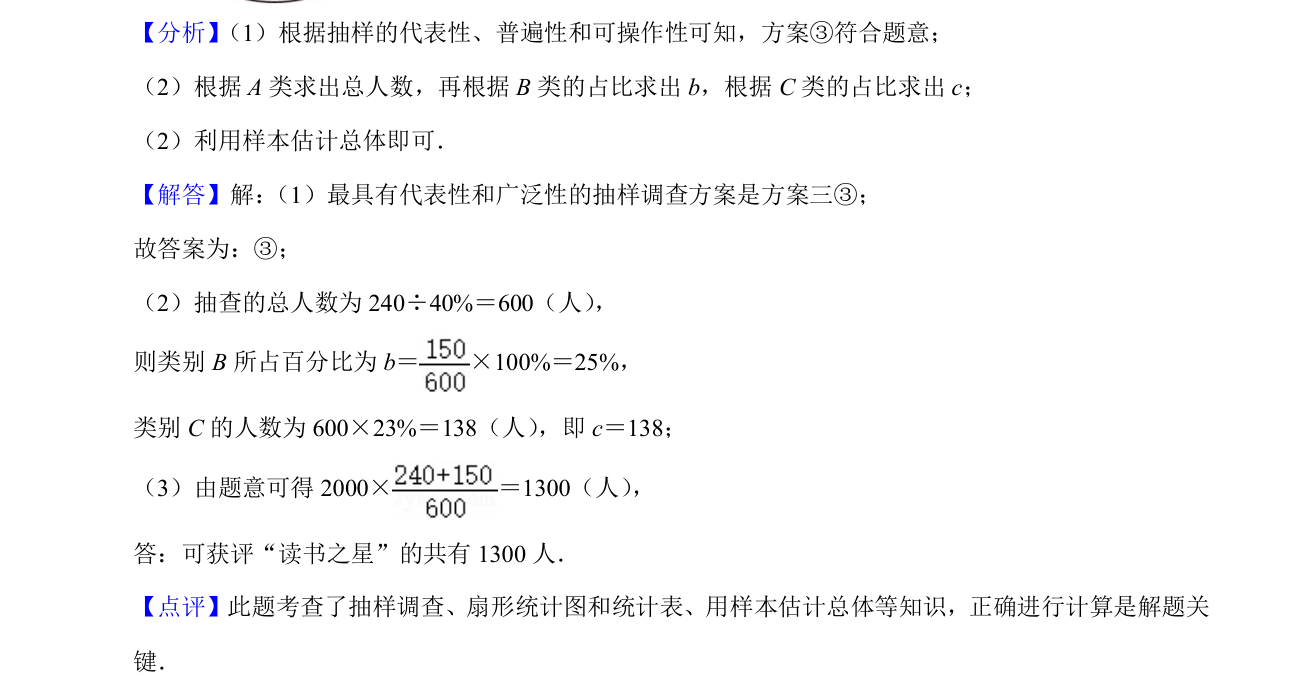 【分析】（1）根据抽样的代表性、普遍性和可操作性可知，方案③符合题意；
（2）根据 A 类求出总人数，再根据 B 类的占比求出 b，根据 C 类的占比求出 c；
（2）利用样本估计总体即可．
【解答】解：（1）最具有代表性和广泛性的抽样调查方案是方案三③；
故答案为：③；
（2）抽查的总人数为 240÷40%＝600（人），
则类别 B 所占百分比为 b＝150/600×100%＝25%，
类别 C 的人数为 600×23%＝138（人），即 c＝138；
（3）由题意可得 2000×240+150/600＝1300（人），
答：可获评“读书之星”的共有 1300 人．
【点评】此题考查了抽样调查、扇形统计图和统计表、用样本估计总体等知识，正确进行计算是解题关
键．